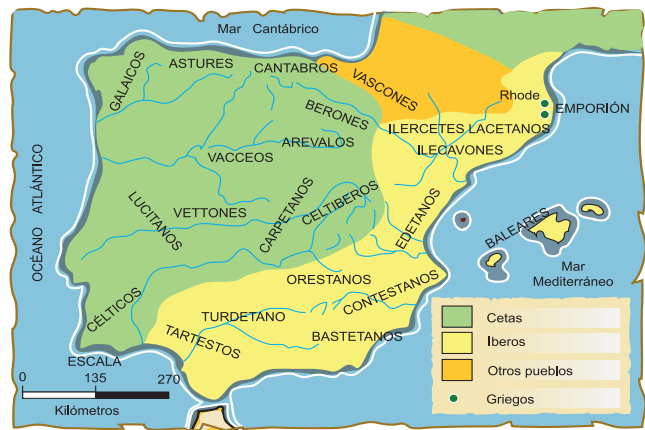 Mar Cantábrico
GALAICOS
ASTURES
CANTABROS
VASCONES
BERONES
Rhode
EMPORIÓN
ILERCETES LACETANOS
ILECAVONES
AREVALOS
VACCEOS
OCÉANO ATLÁNTICO
LUCITANOS
VETTONES
CARPETANOS
CELTIBEROS
EDETANOS
BALEARES
Mar
Mediterráneo
ORESTANOS
CONTESTANOS
CÉLTICOS
TURDETANO
TARTESTOS
BASTETANOS
ESCALA
0 135 270
Kilómetros
Cetas
Iberos
Otros pueblos
Griegos